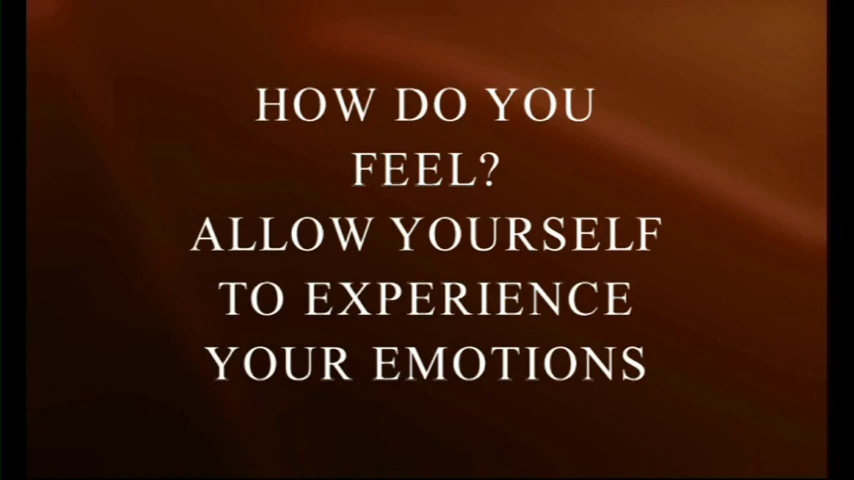 HOW DO YOU
FEEL?
ALLOW YOURSELF
TO EXPERIENCE
YOUR EMOTIONS